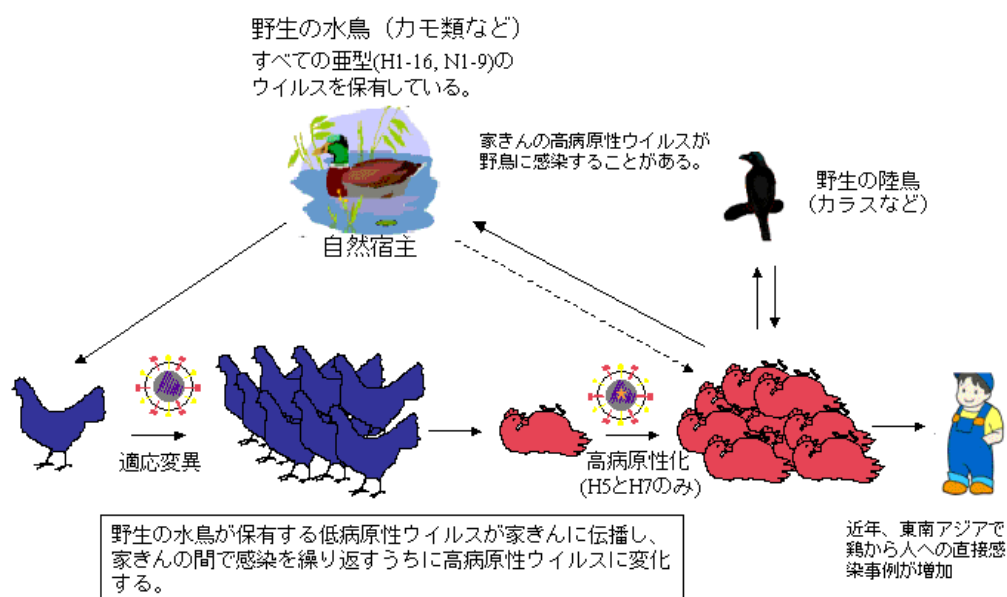 野生の水鳥（カモ類など）
すべての亜型(H1-16, N1-9)の
ウイルスを保有している。
家きんの高病原性ウイルスが
野鳥に感染することがある。
野生の陸鳥
(カラスなど)
自然宿主
適応変異
高病原性化
(H5とH7のみ)
野生の水鳥が保有する低病原性ウイルスが家きんに伝播し、
家きんの間で感染を繰り返すうちに高病原性ウイルスに変化
する。
近年、東南アジアで
鶏から人への直接感
染事例が増加